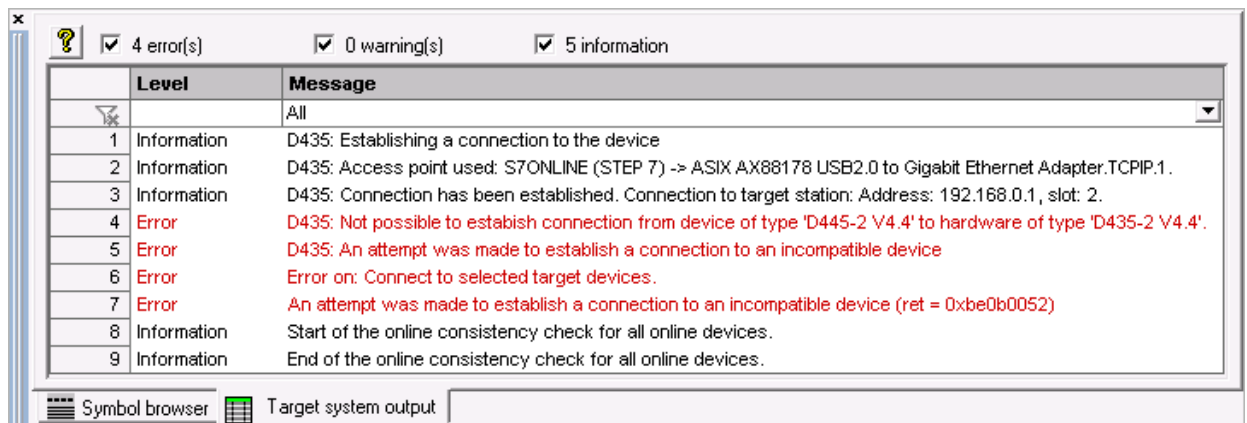 4 error(s) 0 warning(s) 5 information
Level Message
All
1 Information D435: Establishing a connection to the device
2 Information D435: Access point used: S7ONLINE (STEP 7) -> ASIX AX88178 USB2.0 to Gigabit Ethernet Adapter.TCPIP.1.
3 Information D435: Connection has been established. Connection to target station: Address: 192.168.0.1, slot: 2.
4 Error D435: Not possible to estabish connection from device of type 'D445-2 V4.4' to hardware of type 'D435-2 V4.4'.
5 Error D435: An attempt was made to establish a connection to an incompatible device
6 Error Error on: Connect to selected target devices.
7 Error An attempt was made to establish a connection to an incompatible device (ret = 0xbe0b0052)
8 Information Start of the online consistency check for all online devices.
9 Information End of the online consistency check for all online devices.
Symbol browser Target system output